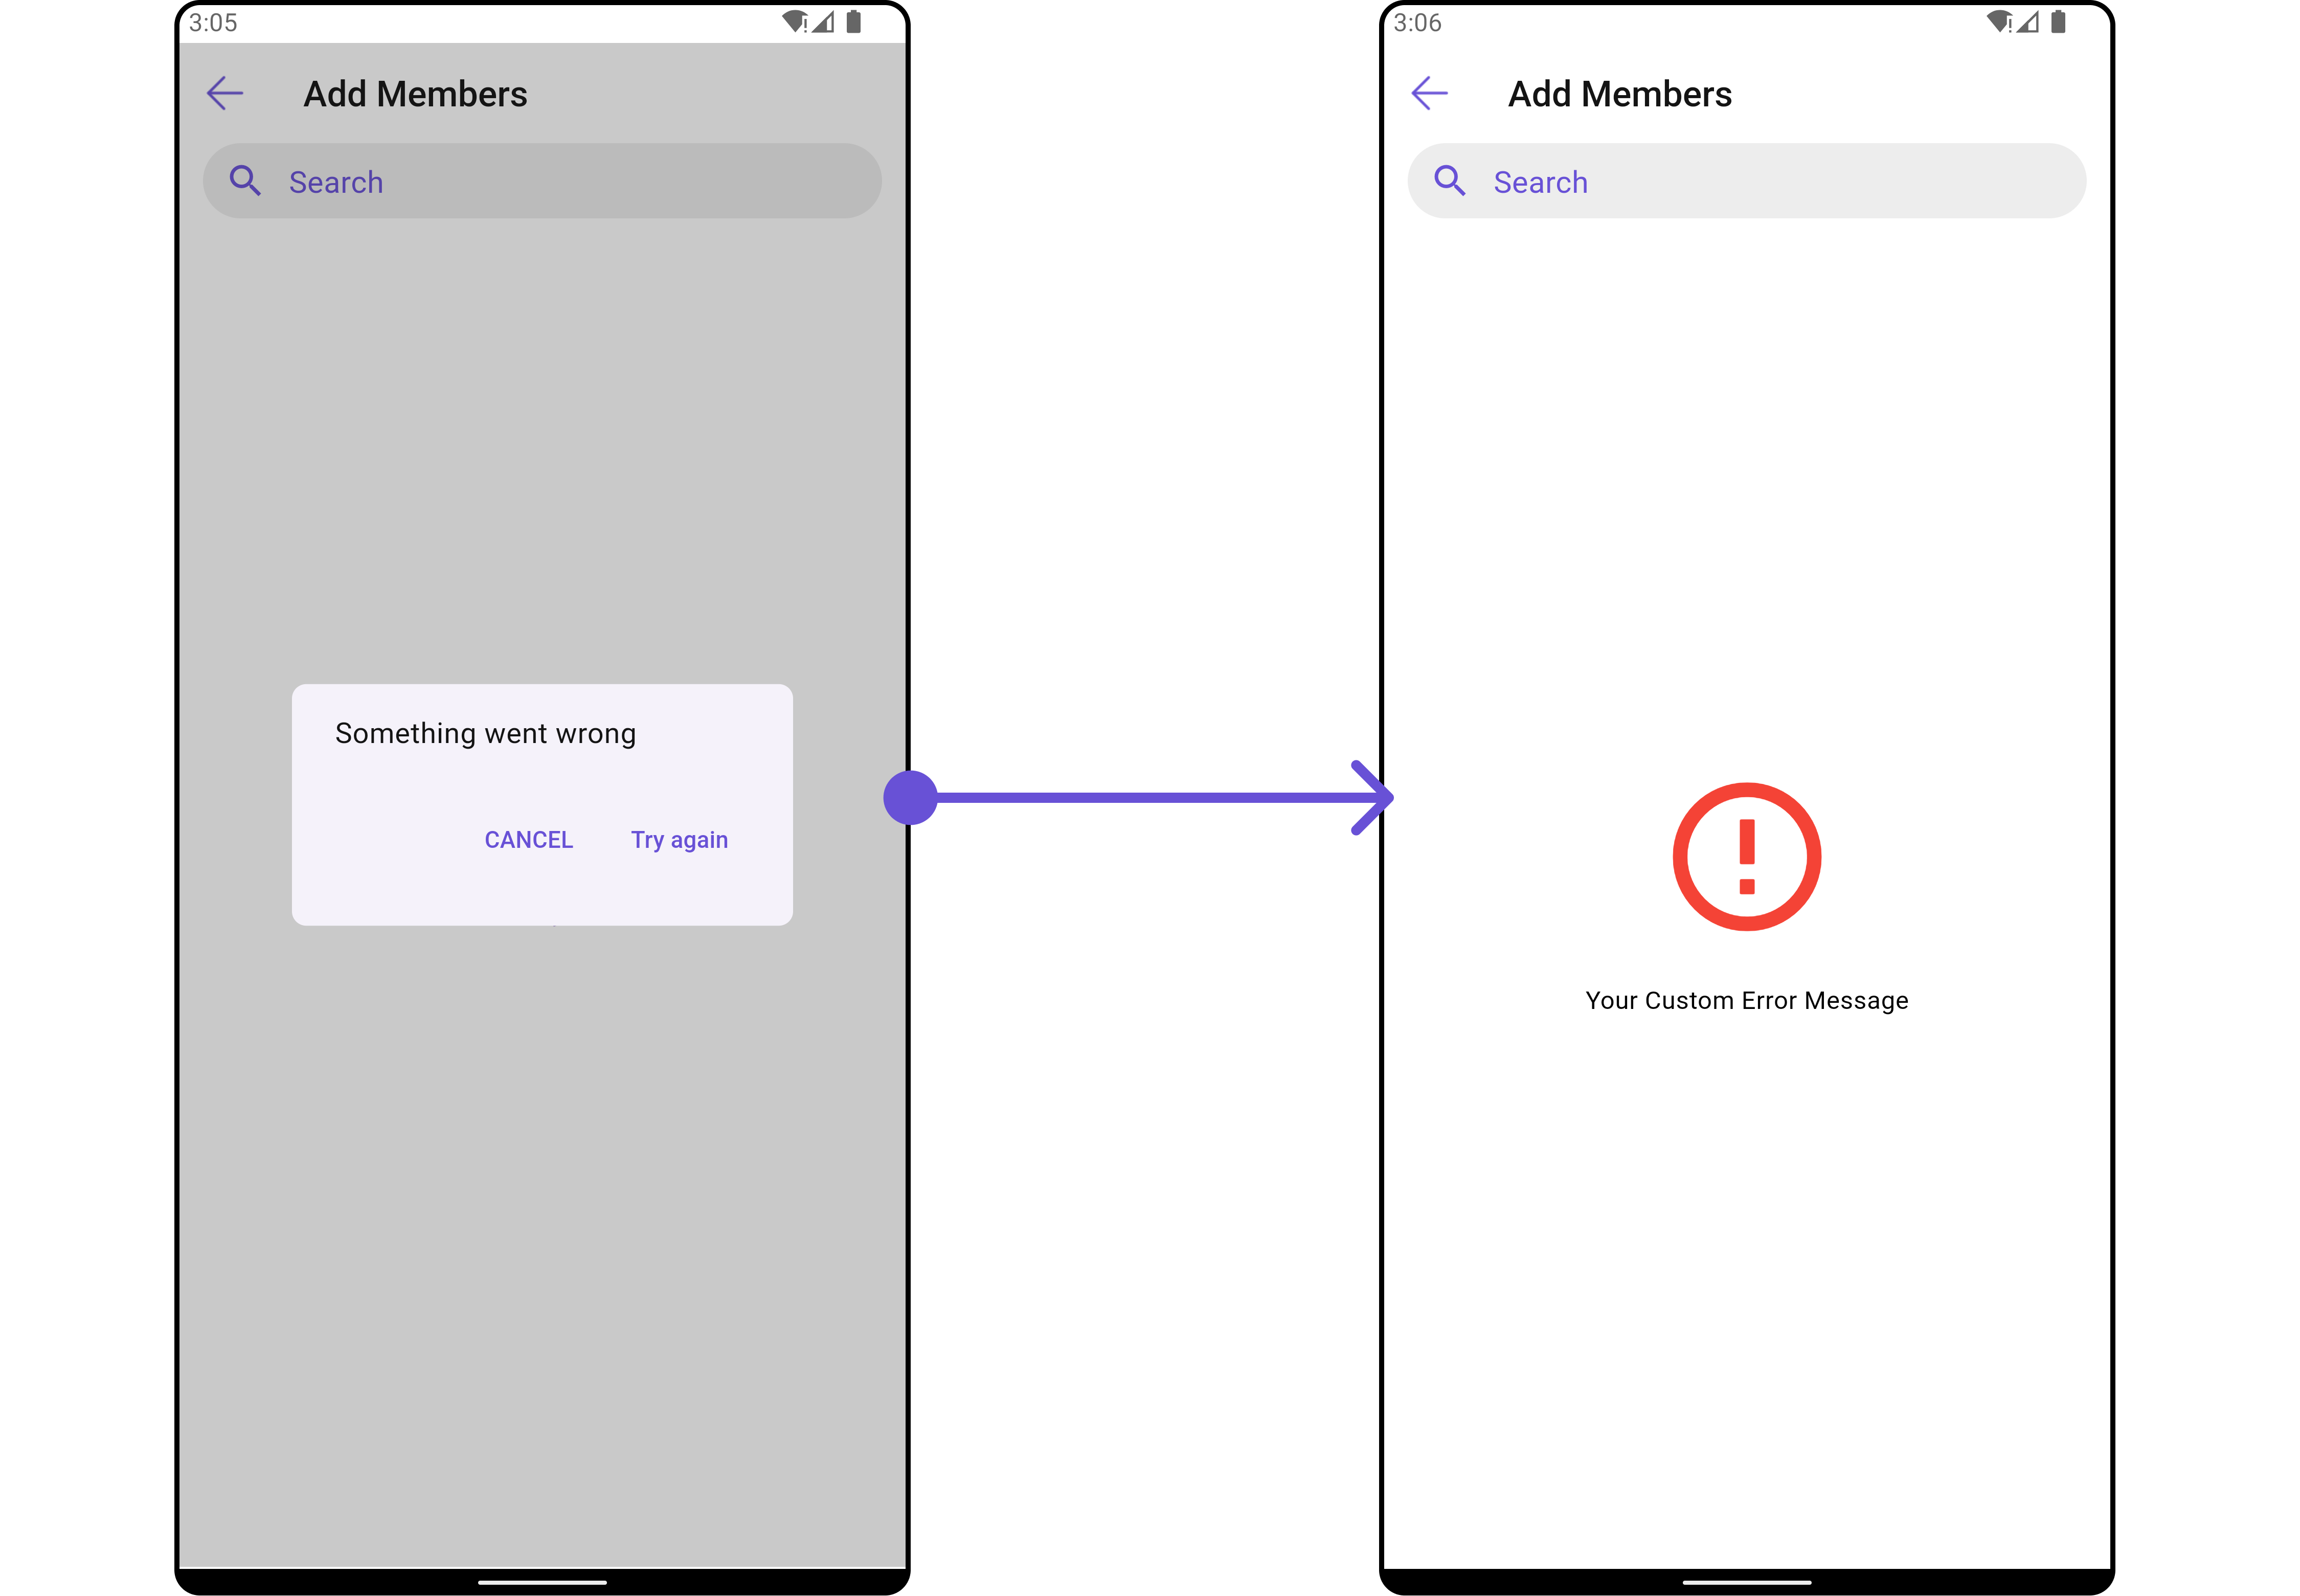 3:05
Add Members
Search
Something went wrong
CANCEL Try again
3:06
Add Members
Search
Your Custom Error Message